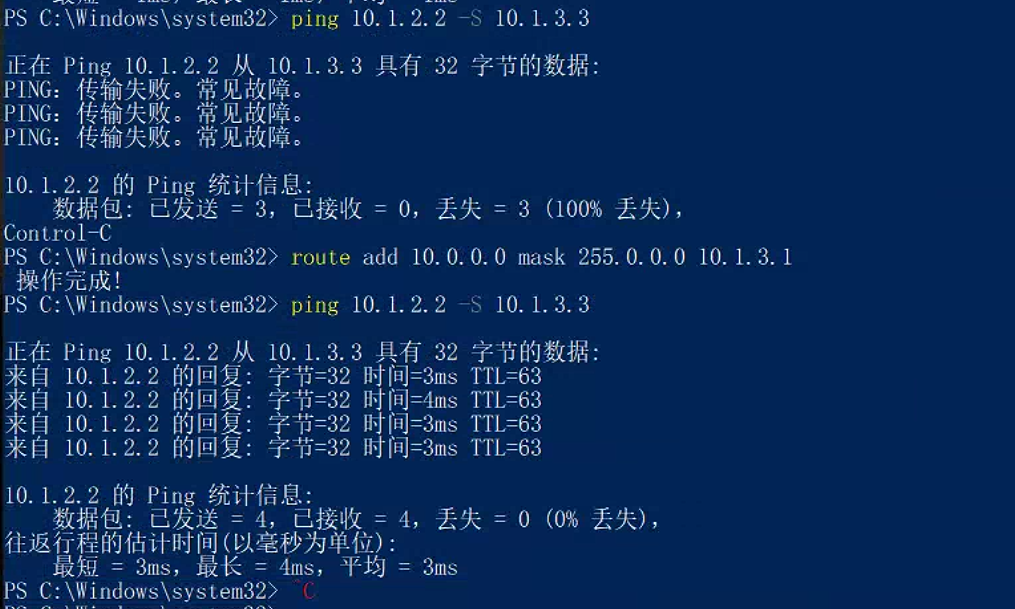 PS C:\Windows\system32> ping 10.1.2.2 -S 10.1.3.3
正在 Ping 10.1.2.2 从 10.1.3.3 具有 32 字节的数据:
PING: 传输失败。常见故障。
PING: 传输失败。常见故障。
PING: 传输失败。常见故障。
10.1.2.2 的 Ping 统计信息:
数据包: 已发送 = 3，已接收 = 0，丢失 = 3 (100% 丢失)，
Control-C
PS C:\Windows\system32> route add 10.0.0.0 mask 255.0.0.0 10.1.3.1
操作完成!
PS C:\Windows\system32> ping 10.1.2.2 -S 10.1.3.3
正在 Ping 10.1.2.2 从 10.1.3.3 具有 32 字节的数据:
来自 10.1.2.2 的回复: 字节=32 时间=3ms TTL=63
来自 10.1.2.2 的回复: 字节=32 时间=4ms TTL=63
来自 10.1.2.2 的回复: 字节=32 时间=3ms TTL=63
来自 10.1.2.2 的回复: 字节=32 时间=3ms TTL=63
10.1.2.2 的 Ping 统计信息:
数据包: 已发送 = 4，已接收 = 4，丢失 = 0 (0% 丢失)，
往返行程的估计时间(以毫秒为单位):
最短 = 3ms，最长 = 4ms，平均 = 3ms
PS C:\Windows\system32> ^C